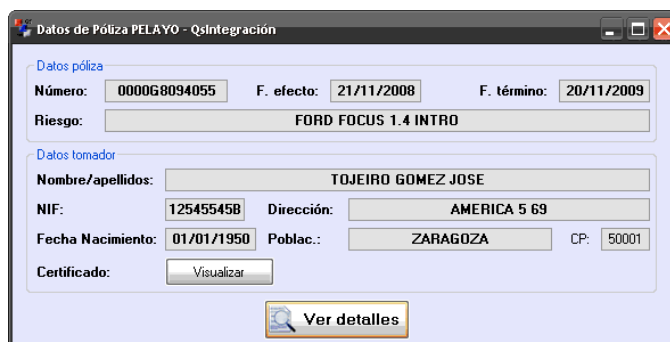 Datos de Póliza PELAYO - QsIntegración
Datos póliza
Número: 0000G8094055 F. efecto: 21/11/2008 F. término: 20/11/2009
Riesgo: FORD FOCUS 1.4 INTRO
Datos tomador
Nombre/apellidos: TOJEIRO GOMEZ JOSE
NIF: 12545545B Dirección: AMERICA 5 69
Fecha Nacimiento: 01/01/1950 Poblac.: ZARAGOZA CP: 50001
Certificado: Visualizar
Ver detalles